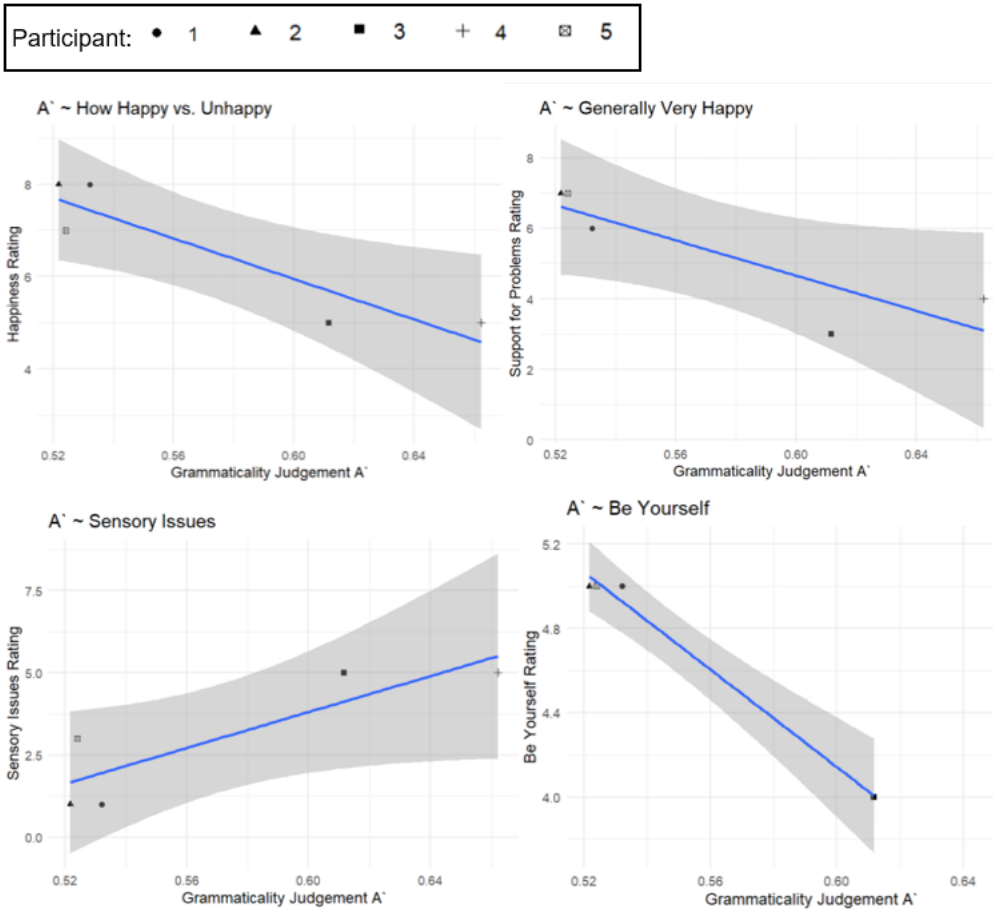 Participant: 1 2 3 4 5
A` ~ How Happy vs. Unhappy
Happiness Rating
8
6
4
0.52 0.56 0.60 0.64
Grammaticality Judgement A`
A` ~ Generally Very Happy
Support for Problems Rating
8
6
4
2
0
0.52 0.56 0.60 0.64
Grammaticality Judgement A`
A` ~ Sensory Issues
Sensory Issues Rating
7.5
5.0
2.5
0.0
0.52 0.56 0.60 0.64
Grammaticality Judgement A`
A` ~ Be Yourself
Be Yourself Rating
5.2
4.8
4.4
4.0
0.52 0.56 0.60 0.64
Grammaticality Judgement A`